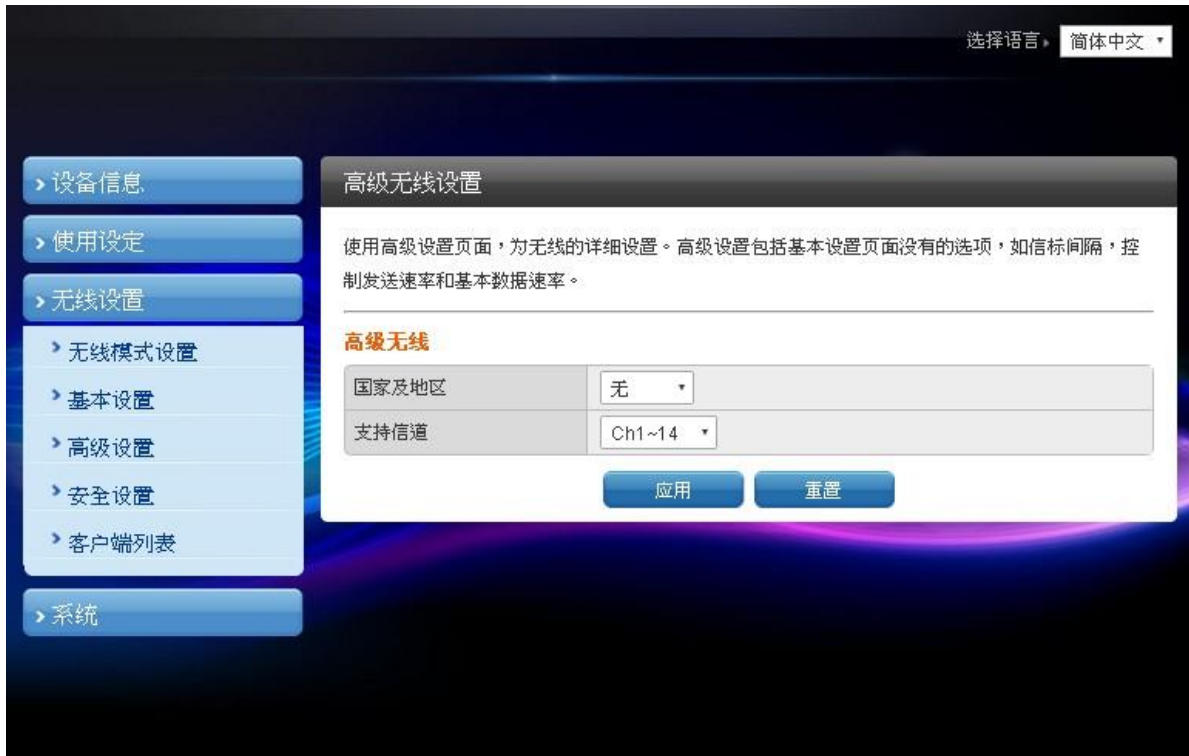 选择语言 简体中文
设备信息
使用设定
无线设置
无线模式设置
基本设置
高级设置
安全设置
客户端列表
系统
高级无线设置
使用高级设置页面，为无线的详细设置。高级设置包括基本设置页面没有的选项，如信标间隔，控
制发送速率和基本数据速率。
高级无线
国家及地区 无
支持信道 Ch1~14
应用 重置